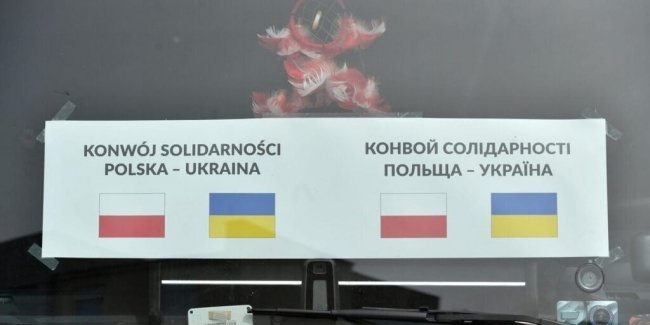 KONWÓJ SOLIDARNOŚCI
POLSKA – UKRAINA
КОНВОЙ СОЛІДАРНОСТІ
ПОЛЬЩА – УКРАЇНА